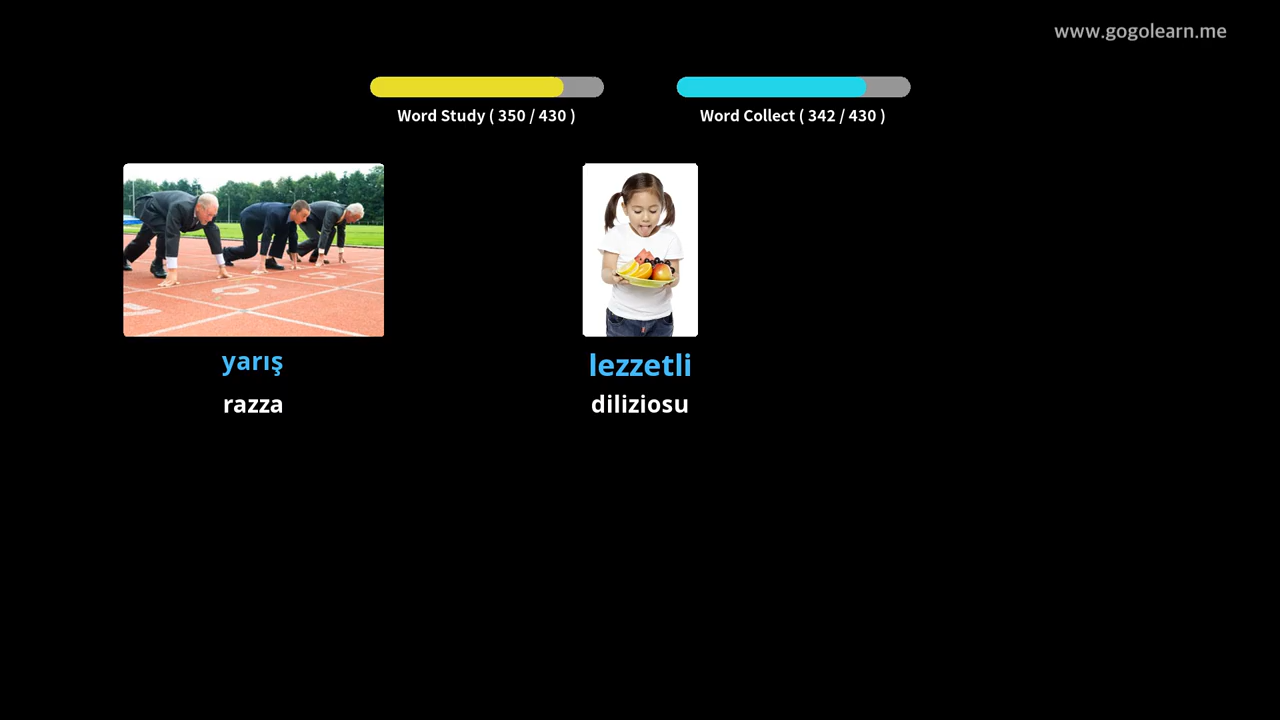 www.gogolearn.me
Word Study ( 350 / 430 )
Word Collect ( 342 / 430 )
yarış
razza
lezzetli
diliziosu